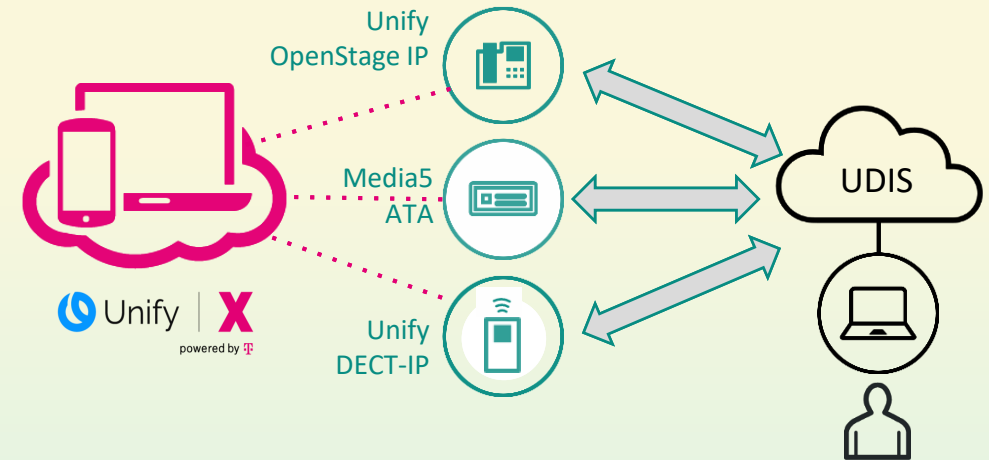 Unify
OpenStage IP
Media5
ATA
UDIS
Unify | X
powered by T
Unify
DECT-IP